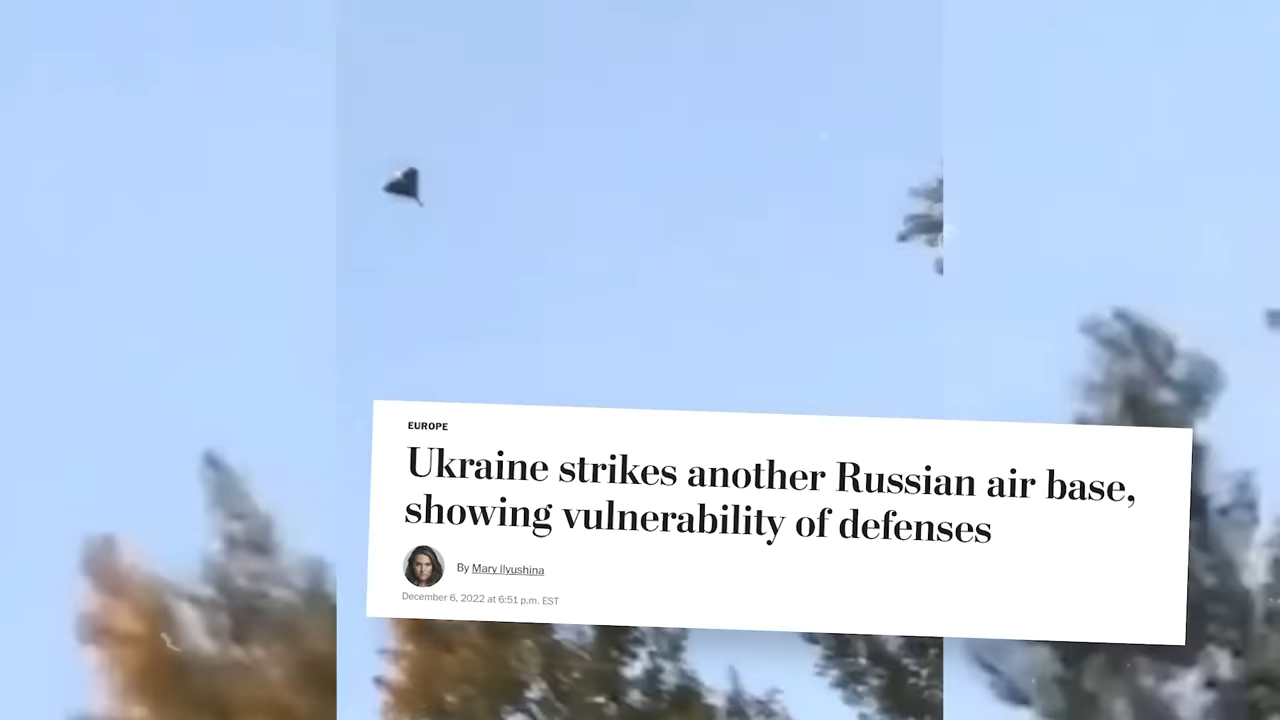 EUROPE
Ukraine strikes another Russian air base,
showing vulnerability of defenses
By Mary Ilyushina
December 6, 2022 at 6:51 p.m. EST